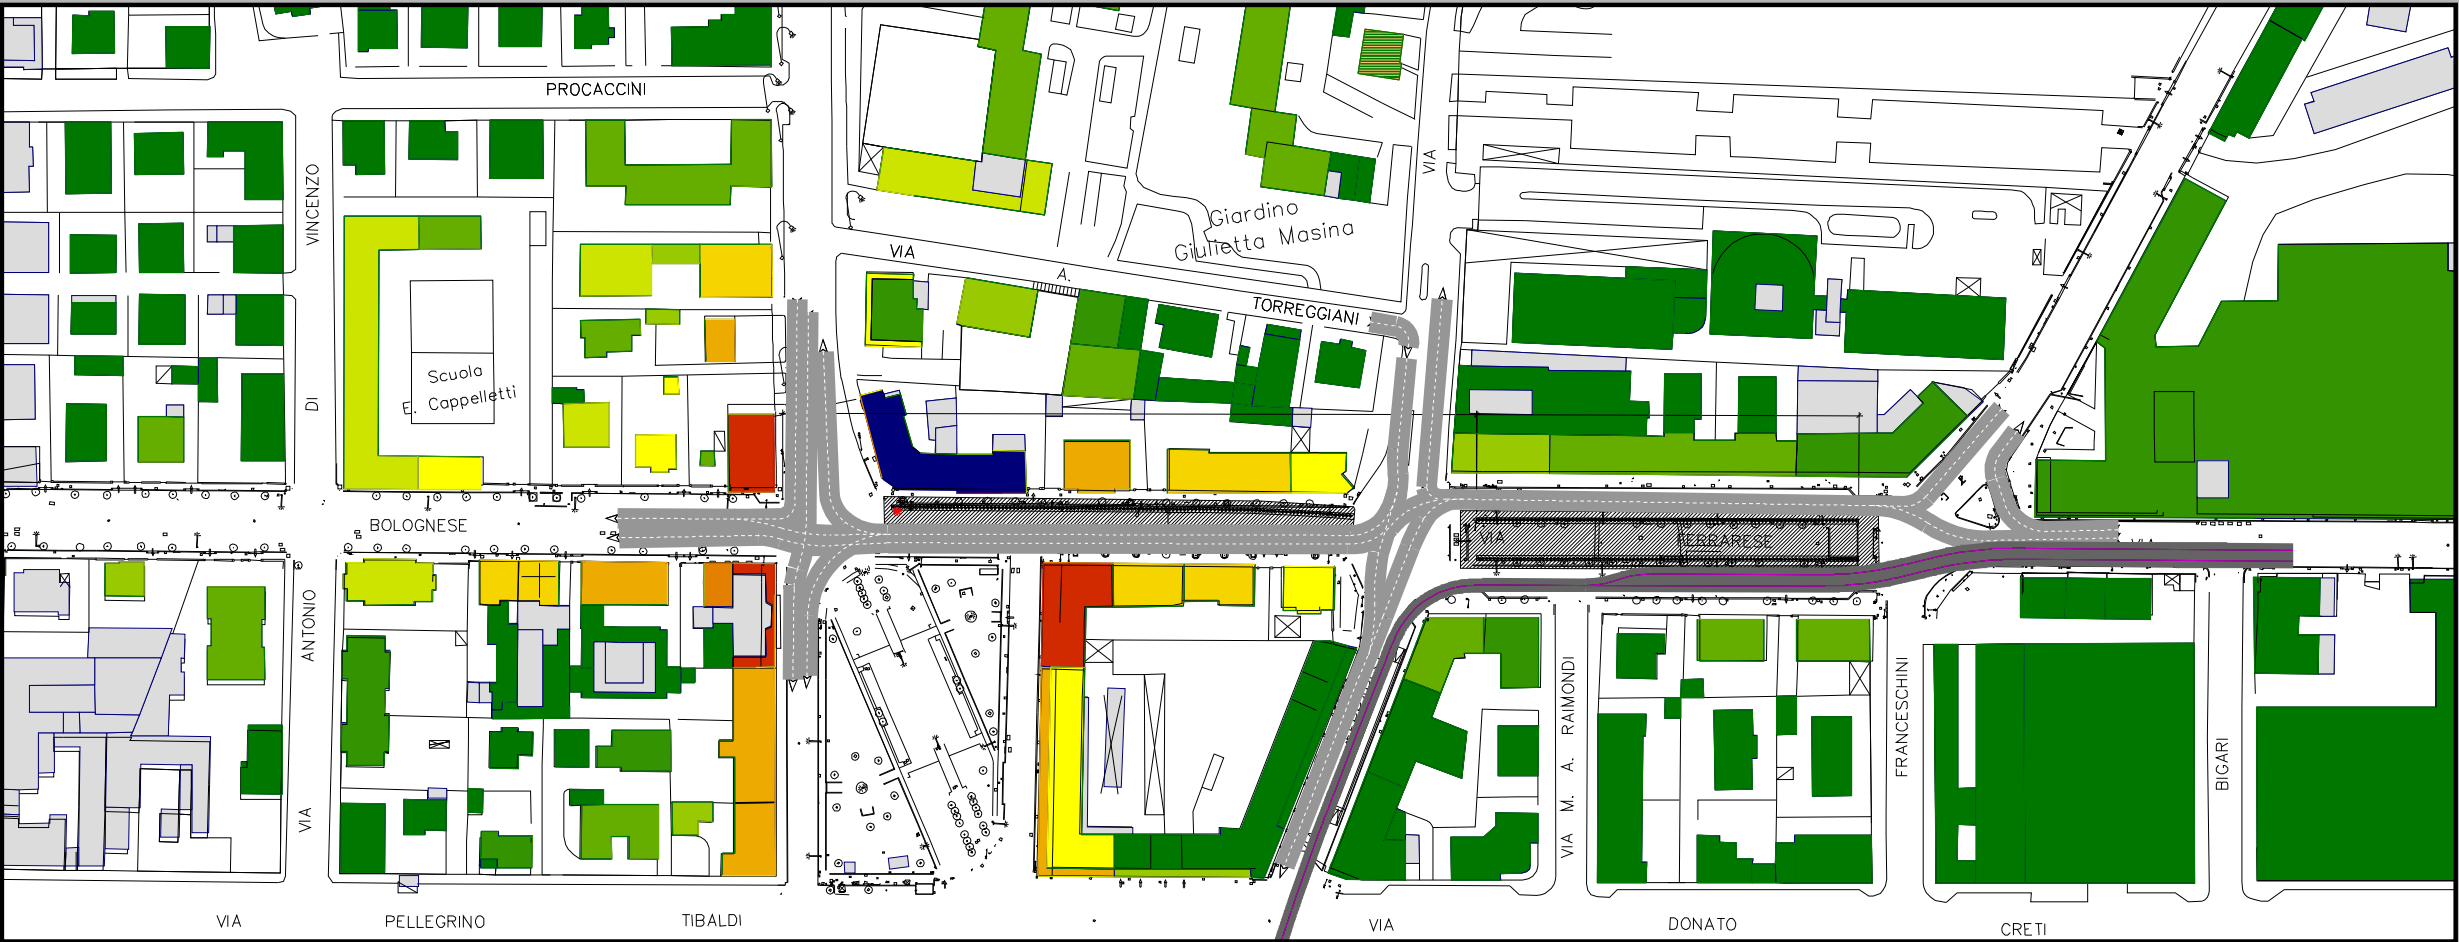 PROCACCINI
VINCENZO
VIA
Giardino
Giulietta Masina
VIA
A.
TORREGGIANI
Scuola
E. Cappelletti
DI
BOLOGNESE
VIA
FERRARESE
VIA
ANTONIO
VIA
VIA M. A. RAIMONDI
FRANCESCHINI
BIGARI
VIA
PELLEGRINO
TIBALDI
VIA
DONATO
CRETI